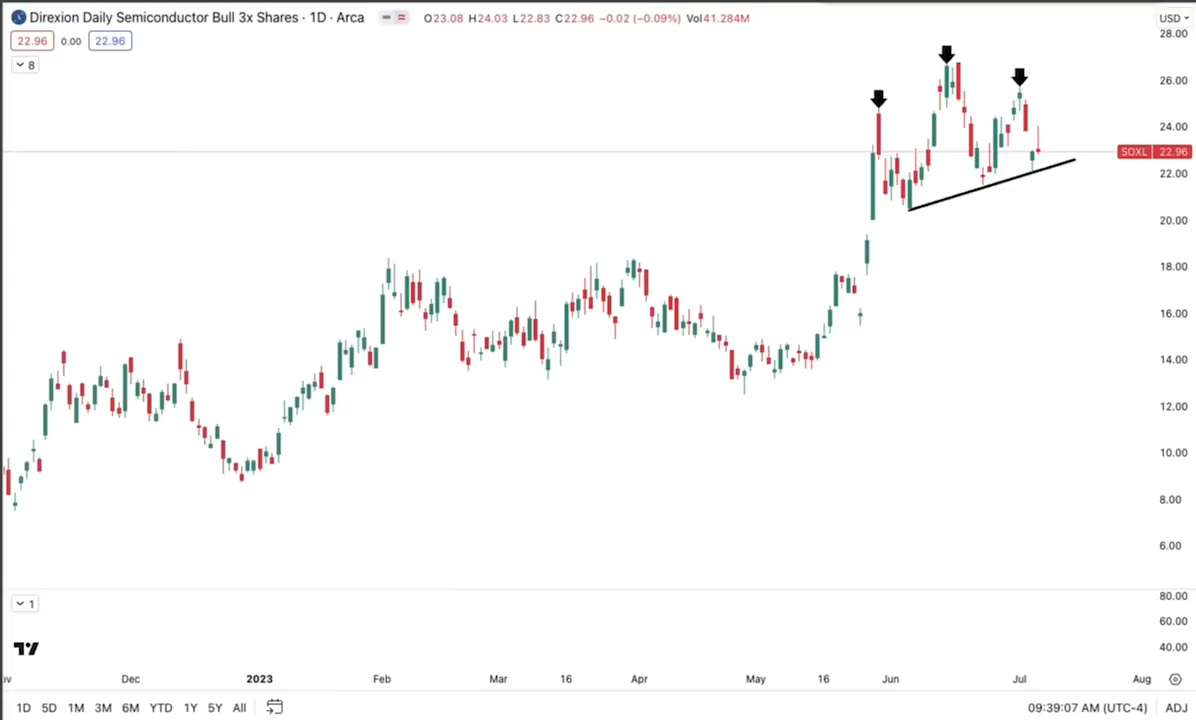 Direxion Daily Semiconductor Bull 3x Shares · 1D · Arca O23.08 H24.03 L22.83 C22.96 −0.02 (−0.09%) Vol41.284M
USD
22.96 0.00 22.96
8
28.00
26.00
24.00
SOXL 22.96
22.00
20.00
18.00
16.00
14.00
12.00
10.00
8.00
6.00
1
80.00
60.00
40.00
ov Dec 2023 Feb Mar 16 Apr May 16 Jun Jul Aug
1D 5D 1M 3M 6M YTD 1Y 5Y All 09:39:07 AM (UTC-4) ADJ